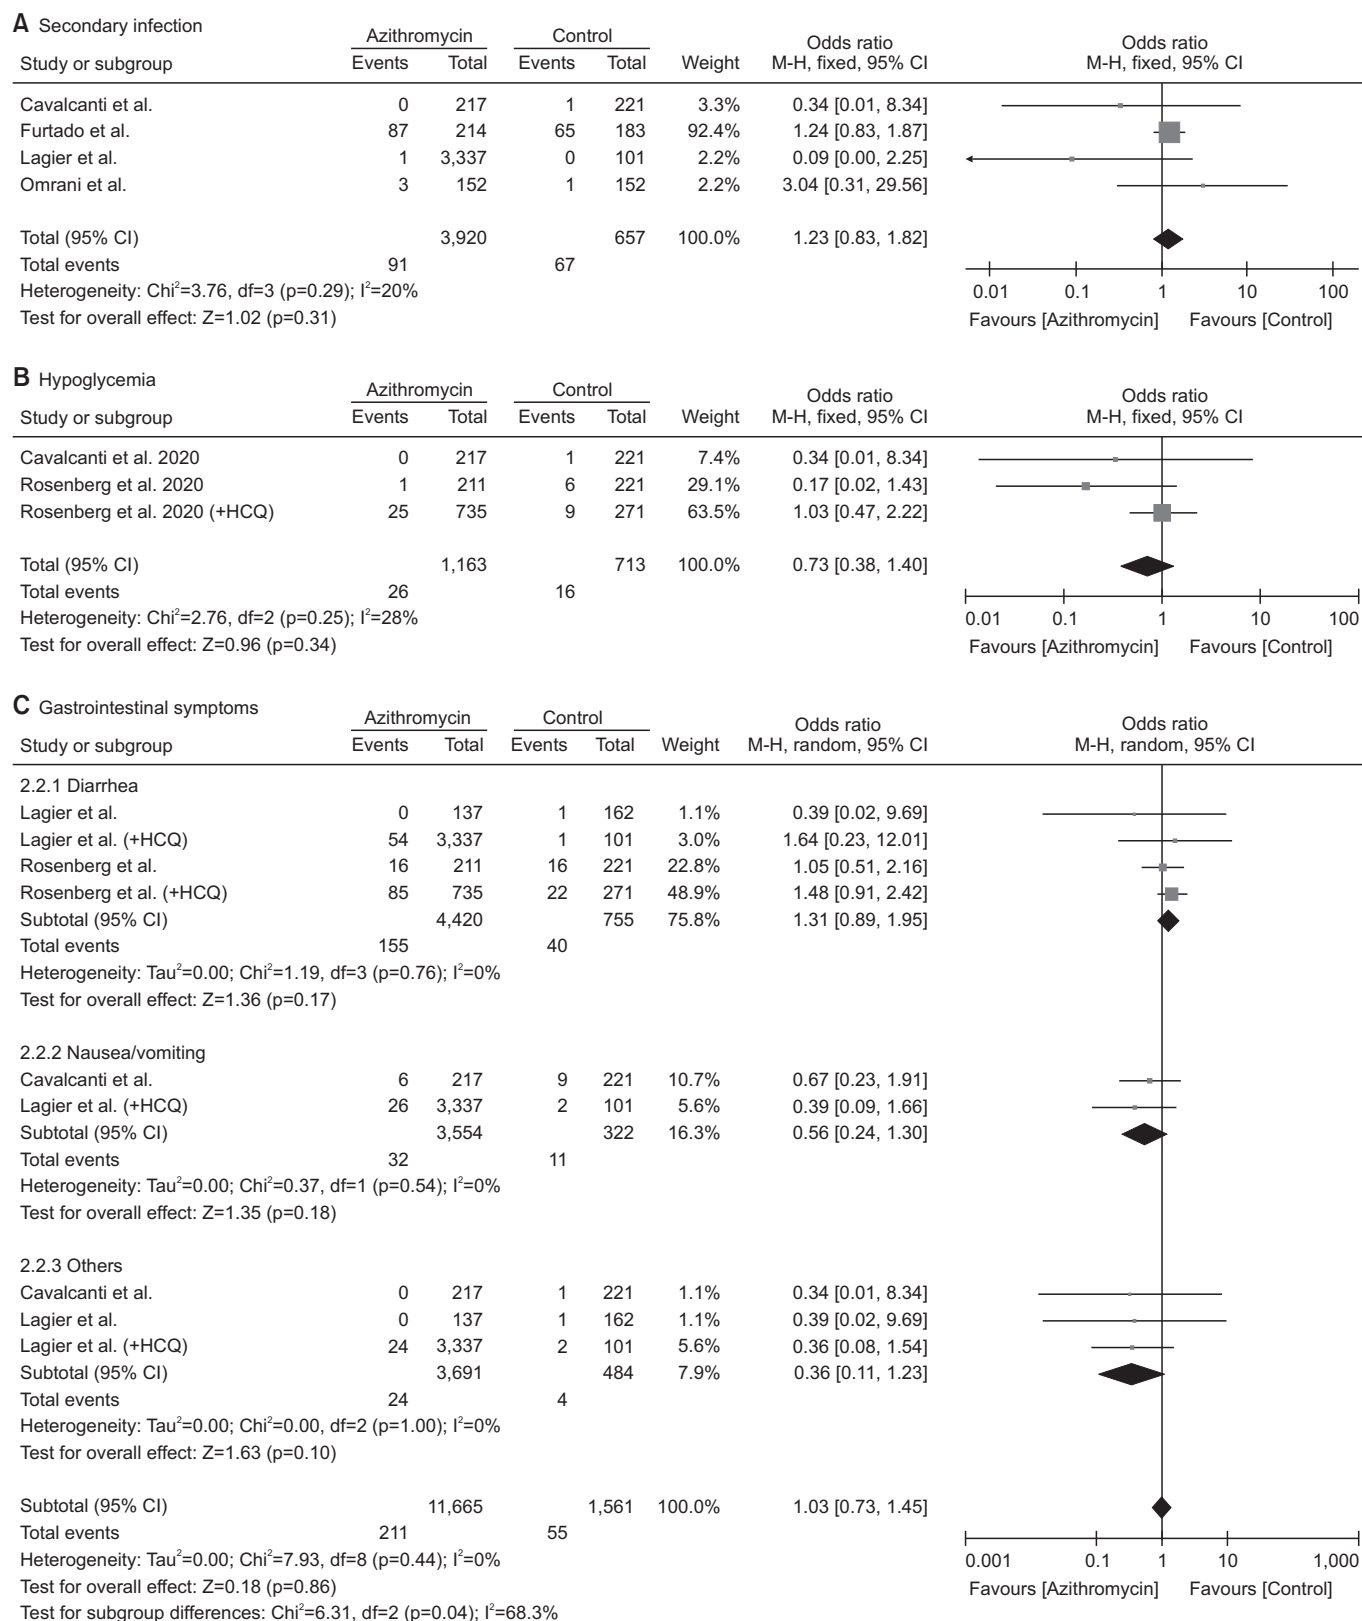 A Secondary infection
Azithromycin Control Odds ratio Odds ratio
Study or subgroup Events Total Events Total Weight M-H, fixed, 95% CI M-H, fixed, 95% CI
Cavalcanti et al. 0 217 1 221 3.3% 0.34 [0.01, 8.34]
Furtado et al. 87 214 65 183 92.4% 1.24 [0.83, 1.87]
Lagier et al. 1 3,337 0 101 2.2% 0.09 [0.00, 2.25]
Omrani et al. 3 152 1 152 2.2% 3.04 [0.31, 29.56]
Total (95% CI) 3,920 657 100.0% 1.23 [0.83, 1.82]
Total events 91 67
Heterogeneity: Chi²=3.76, df=3 (p=0.29); I²=20%
0.01 0.1 1 10 100
Test for overall effect: Z=1.02 (p=0.31)
Favours [Azithromycin] Favours [Control]
B Hypoglycemia
Azithromycin Control Odds ratio Odds ratio
Study or subgroup Events Total Events Total Weight M-H, fixed, 95% CI M-H, fixed, 95% CI
Cavalcanti et al. 2020 0 217 1 221 7.4% 0.34 [0.01, 8.34]
Rosenberg et al. 2020 1 211 6 221 29.1% 0.17 [0.02, 1.43]
Rosenberg et al. 2020 (+HCQ) 25 735 9 271 63.5% 1.03 [0.47, 2.22]
Total (95% CI) 1,163 713 100.0% 0.73 [0.38, 1.40]
Total events 26 16
Heterogeneity: Chi²=2.76, df=2 (p=0.25); I²=28%
0.01 0.1 1 10 100
Test for overall effect: Z=0.96 (p=0.34)
Favours [Azithromycin] Favours [Control]
C Gastrointestinal symptoms
Azithromycin Control Odds ratio Odds ratio
Study or subgroup Events Total Events Total Weight M-H, random, 95% CI M-H, random, 95% CI
2.2.1 Diarrhea
Lagier et al. 0 137 1 162 1.1% 0.39 [0.02, 9.69]
Lagier et al. (+HCQ) 54 3,337 1 101 3.0% 1.64 [0.23, 12.01]
Rosenberg et al. 16 211 16 221 22.8% 1.05 [0.51, 2.16]
Rosenberg et al. (+HCQ) 85 735 22 271 48.9% 1.48 [0.91, 2.42]
Subtotal (95% CI) 4,420 755 75.8% 1.31 [0.89, 1.95]
Total events 155 40
Heterogeneity: Tau²=0.00; Chi²=1.19, df=3 (p=0.76); I²=0%
Test for overall effect: Z=1.36 (p=0.17)
2.2.2 Nausea/vomiting
Cavalcanti et al. 6 217 9 221 10.7% 0.67 [0.23, 1.91]
Lagier et al. (+HCQ) 26 3,337 2 101 5.6% 0.39 [0.09, 1.66]
Subtotal (95% CI) 3,554 322 16.3% 0.56 [0.24, 1.30]
Total events 32 11
Heterogeneity: Tau²=0.00; Chi²=0.37, df=1 (p=0.54); I²=0%
Test for overall effect: Z=1.35 (p=0.18)
2.2.3 Others
Cavalcanti et al. 0 217 1 221 1.1% 0.34 [0.01, 8.34]
Lagier et al. 0 137 1 162 1.1% 0.39 [0.02, 9.69]
Lagier et al. (+HCQ) 24 3,337 2 101 5.6% 0.36 [0.08, 1.54]
Subtotal (95% CI) 3,691 484 7.9% 0.36 [0.11, 1.23]
Total events 24 4
Heterogeneity: Tau²=0.00; Chi²=0.00, df=2 (p=1.00); I²=0%
Test for overall effect: Z=1.63 (p=0.10)
Subtotal (95% CI) 11,665 1,561 100.0% 1.03 [0.73, 1.45]
Total events 211 55
Heterogeneity: Tau²=0.00; Chi²=7.93, df=8 (p=0.44); I²=0%
0.001 0.1 1 10 1,000
Test for overall effect: Z=0.18 (p=0.86)
Favours [Azithromycin] Favours [Control]
Test for subgroup differences: Chi²=6.31, df=2 (p=0.04); I²=68.3%